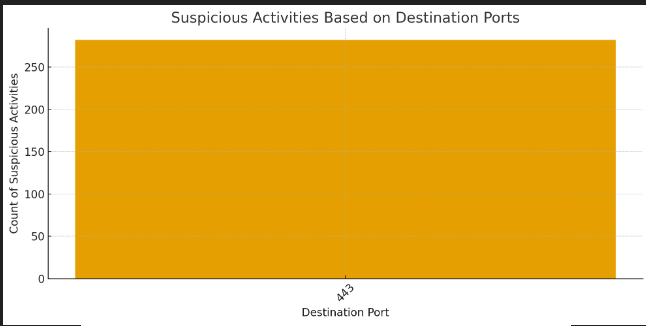 Suspicious Activities Based on Destination Ports
Count of Suspicious Activities
250
200
150
100
50
0
443
Destination Port